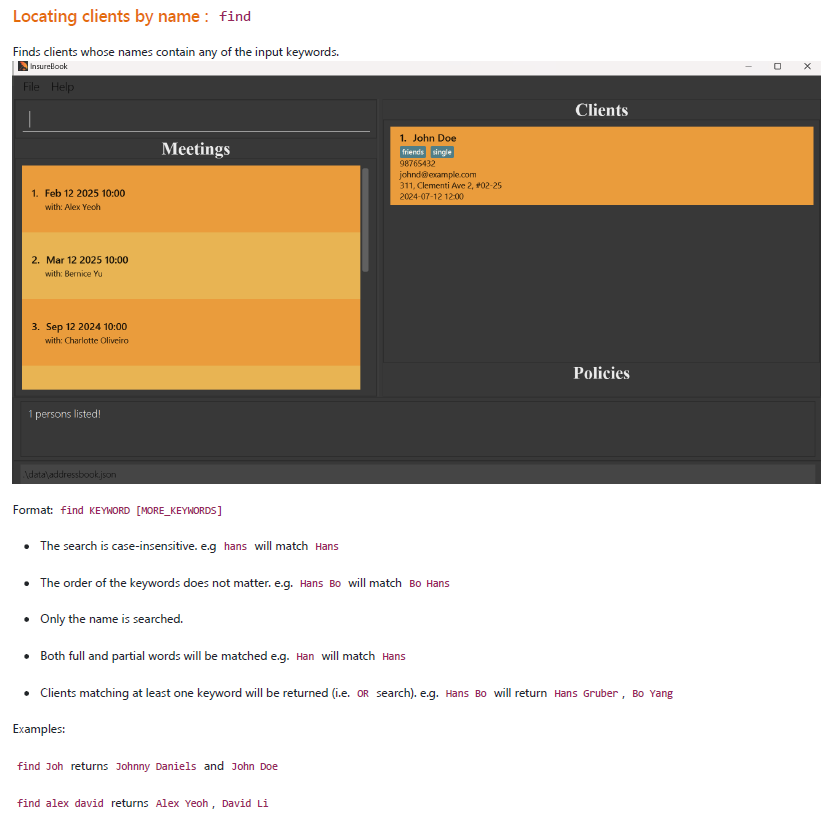 Locating clients by name : find
Finds clients whose names contain any of the input keywords.
InsureBook
File Help
Meetings
1. Feb 12 2025 10:00
with: Alex Yeoh
2. Mar 12 2025 10:00
with: Bernice Yu
3. Sep 12 2024 10:00
with: Charlotte Oliveiro
Clients
1. John Doe
friends single
98765432
johnd@example.com
311, Clementi Ave 2, #02-25
2024-07-12 12:00
Policies
1 persons listed!
\data\addressbook.json
Format: find KEYWORD [MORE_KEYWORDS]
• The search is case-insensitive. e.g hans will match Hans
• The order of the keywords does not matter. e.g. Hans Bo will match Bo Hans
• Only the name is searched.
• Both full and partial words will be matched e.g. Han will match Hans
• Clients matching at least one keyword will be returned (i.e. OR search). e.g. Hans Bo will return Hans Gruber , Bo Yang
Examples:
find Joh returns Johnny Daniels and John Doe
find alex david returns Alex Yeoh , David Li